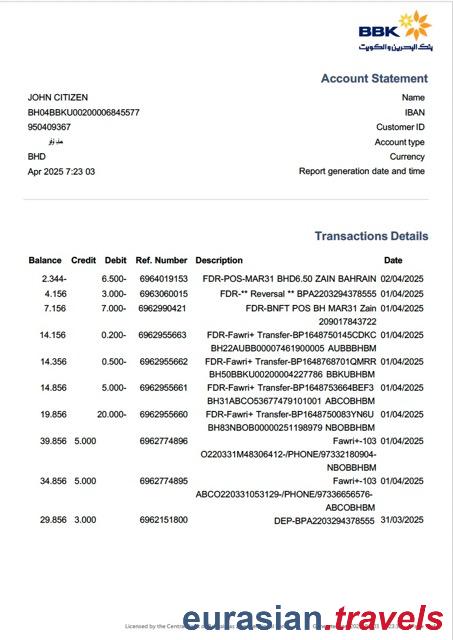 BBK
بنك البحرين والكويت
Account Statement
JOHN CITIZEN Name
BH04BBKU00200006845577 IBAN
950409367 Customer ID
Account type
BHD Currency
Apr 2025 7:23 03 Report generation date and time
Transactions Details
Balance Credit Debit Ref. Number Description Date
2.344- 6.500- 6964019153 FDR-POS-MAR31 BHD6.50 ZAIN BAHRAIN 02/04/2025
4.156 3.000- 6963060015 FDR-** Reversal ** BPA2203294378555 01/04/2025
7.156 7.000- 6962990421 FDR-BNFT POS BH MAR31 Zain 01/04/2025
209017843722
14.156 0.200- 6962955663 FDR-Fawri+ Transfer-BP1648750145CDKC 01/04/2025
BH22AUBB00007461900005 AUBBBHBM
14.356 0.500- 6962955662 FDR-Fawri+ Transfer-BP1648768701QMRR 01/04/2025
BH50BBKU00200004227786 BBKUBHBM
14.856 5.000- 6962955661 FDR-Fawri+ Transfer-BP1648753664BEF3 01/04/2025
BH31ABCO53677479101001 ABCOBHBM
19.856 20.000- 6962955660 FDR-Fawri+ Transfer-BP1648750083YN6U 01/04/2025
BH83NBOB00000251198979 NBOBBHBM
39.856 5.000 6962774896 Fawri+-103 01/04/2025
O220331M48306412-/PHONE/97332180904-
NBOBBHBM
34.856 5.000 6962774895 Fawri+-103 01/04/2025
ABCO220331053129-/PHONE/97336656576-
ABCOBHBM
29.856 3.000 6962151800 DEP-BPA2203294378555 31/03/2025
Licensed by the Central
eurasian.travels